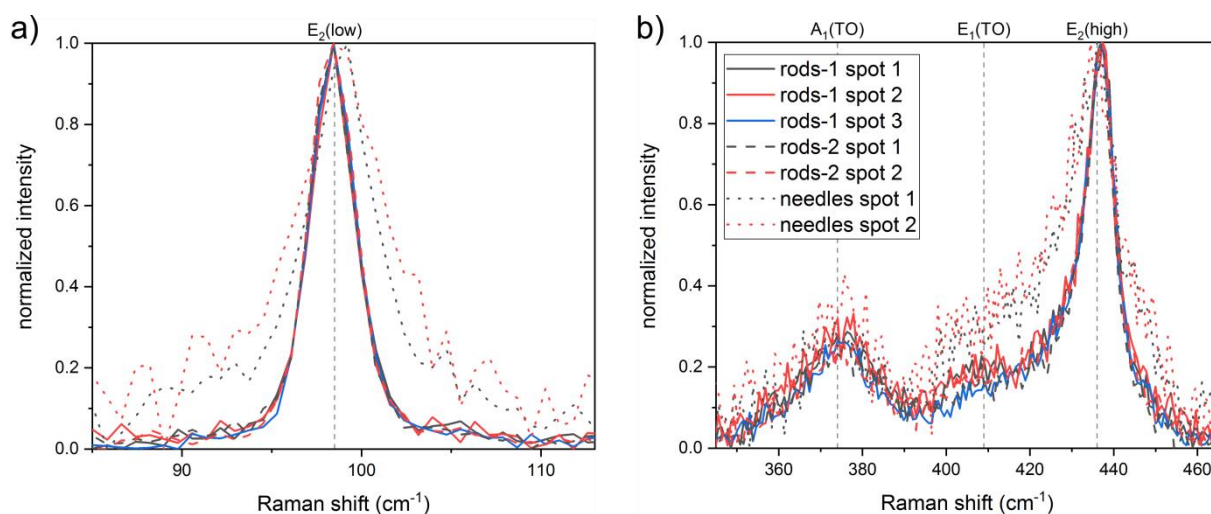 a)
E₂(low)
1.0
0.8
0.6
0.4
0.2
0.0
normalized intensity
90
100
110
Raman shift (cm⁻¹)
b)
A₁(TO)
E₁(TO)
E₂(high)
1.0
0.8
0.6
0.4
0.2
0.0
normalized intensity
rods-1 spot 1
rods-1 spot 2
rods-1 spot 3
rods-2 spot 1
rods-2 spot 2
needles spot 1
needles spot 2
360
380
400
420
440
460
Raman shift (cm⁻¹)